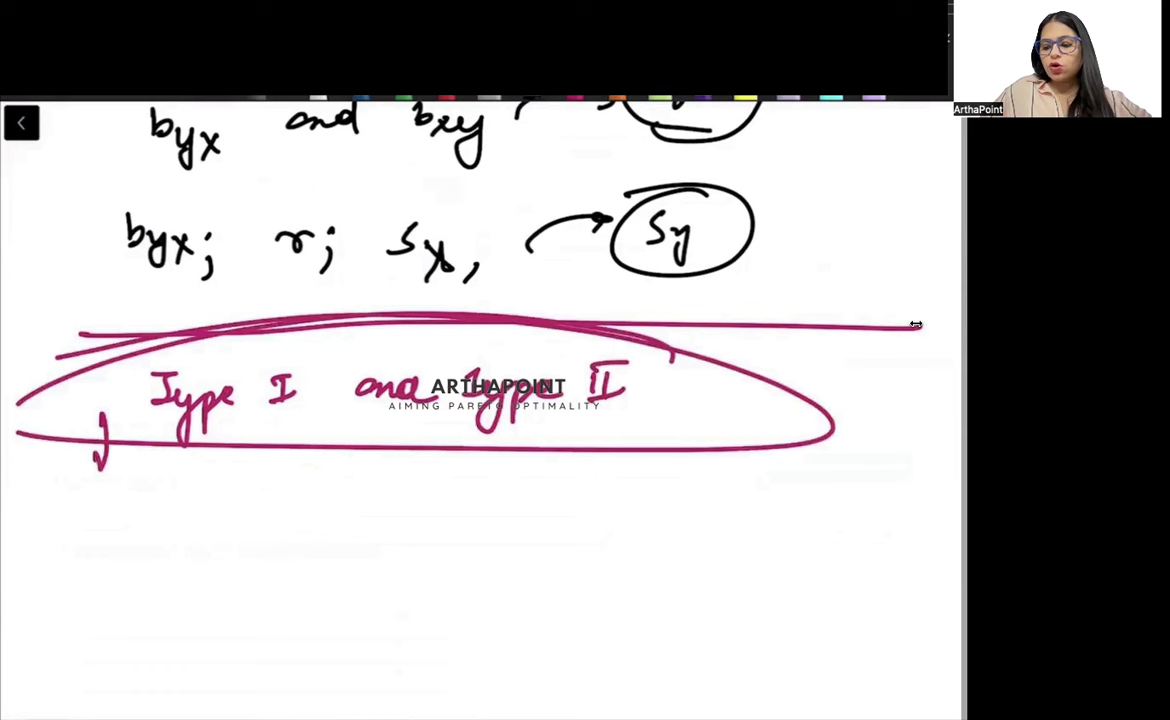 ArthaPoint
byx and bxy
byx; r; sx, → sy
Type I and Type II
ARTHAPOINT
AIMING PARETO OPTIMALITY